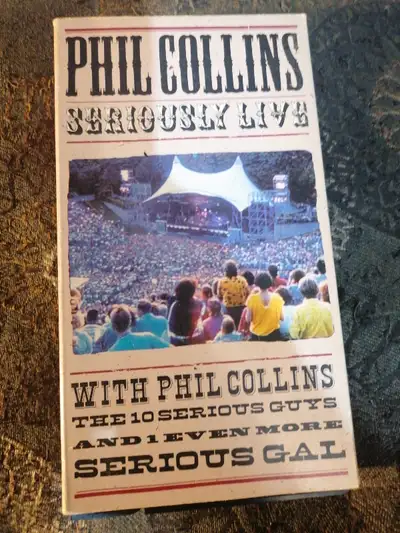 PHIL COLLINS
SERIOUSLY LIVE
WITH PHIL COLLINS
THE 10 SERIOUS GUYS
AND 1 EVEN MORE
SERIOUS GAL